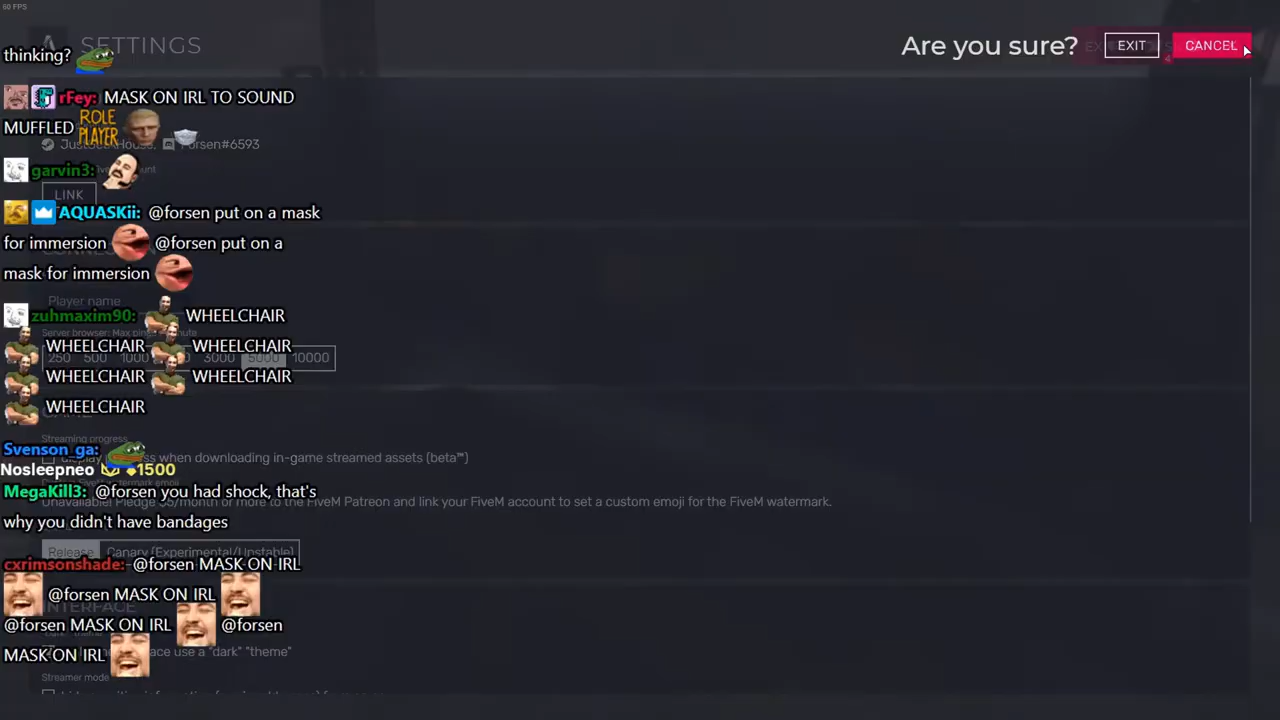 60 FPS
SETTINGS
Are you sure?
EXIT
CANCEL
thinking?
rFey: MASK ON IRL TO SOUND
MUFFLED ROLE PLAYER
Forsen#6593
garvin3:
LINK
AQUASKii: @forsen put on a mask
for immersion @forsen put on a
mask for immersion
Player name
zuhmaxim90: WHEELCHAIR
Server browser: Max pin
WHEELCHAIR WHEELCHAIR
250 500 1000 3000 5000 10000
WHEELCHAIR WHEELCHAIR
WHEELCHAIR
Streaming progress
Svenson_ga:
when downloading in-game streamed assets (beta™)
Nosleepneo 1500
MegaKill3: @forsen you had shock, that's
Unavailable! Pledge $5/month or more to the FiveM Patreon and link your FiveM account to set a custom emoji for the FiveM watermark.
why you didn't have bandages
Release Canary (Experimental/Unstable)
cxrimsonshade: @forsen MASK ON IRL
@forsen MASK ON IRL
INTERFACE
@forsen MASK ON IRL @forsen
MASK ON IRL
use a "dark" "theme"
Streamer mode